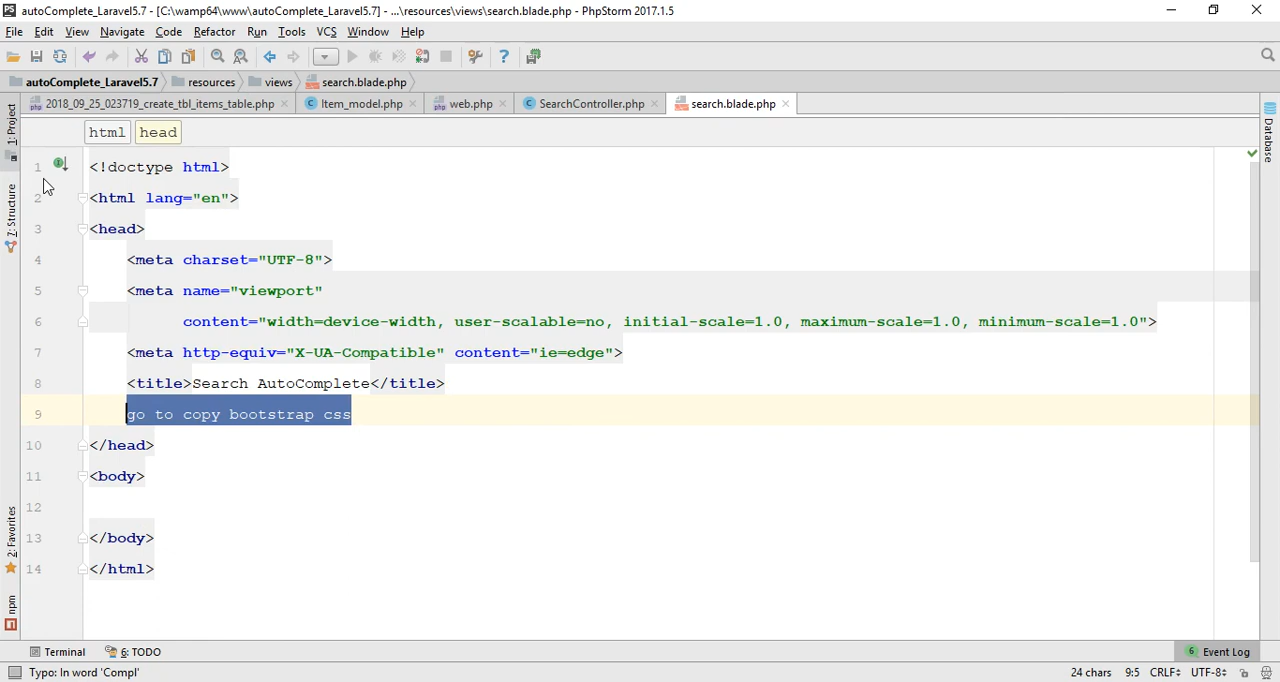 autoComplete_Laravel5.7 - [C:\wamp64\www\autoComplete_Laravel5.7] - ...\resources\views\search.blade.php - PhpStorm 2017.1.5
File Edit View Navigate Code Refactor Run Tools VCS Window Help
autoComplete_Laravel5.7 resources views search.blade.php
2018_09_25_023719_create_tbl_items_table.php Item_model.php web.php SearchController.php search.blade.php
html head
1 <!doctype html>
2 <html lang="en">
3 <head>
4 <meta charset="UTF-8">
5 <meta name="viewport"
6 content="width=device-width, user-scalable=no, initial-scale=1.0, maximum-scale=1.0, minimum-scale=1.0">
7 <meta http-equiv="X-UA-Compatible" content="ie=edge">
8 <title>Search AutoComplete</title>
9 go to copy bootstrap css
10 </head>
11 <body>
12
13 </body>
14 </html>
1: Project
7: Structure
2: Favorites
npm
Database
Terminal 6: TODO 6 Event Log
Typo: In word 'Compl' 24 chars 9:5 CRLF UTF-8